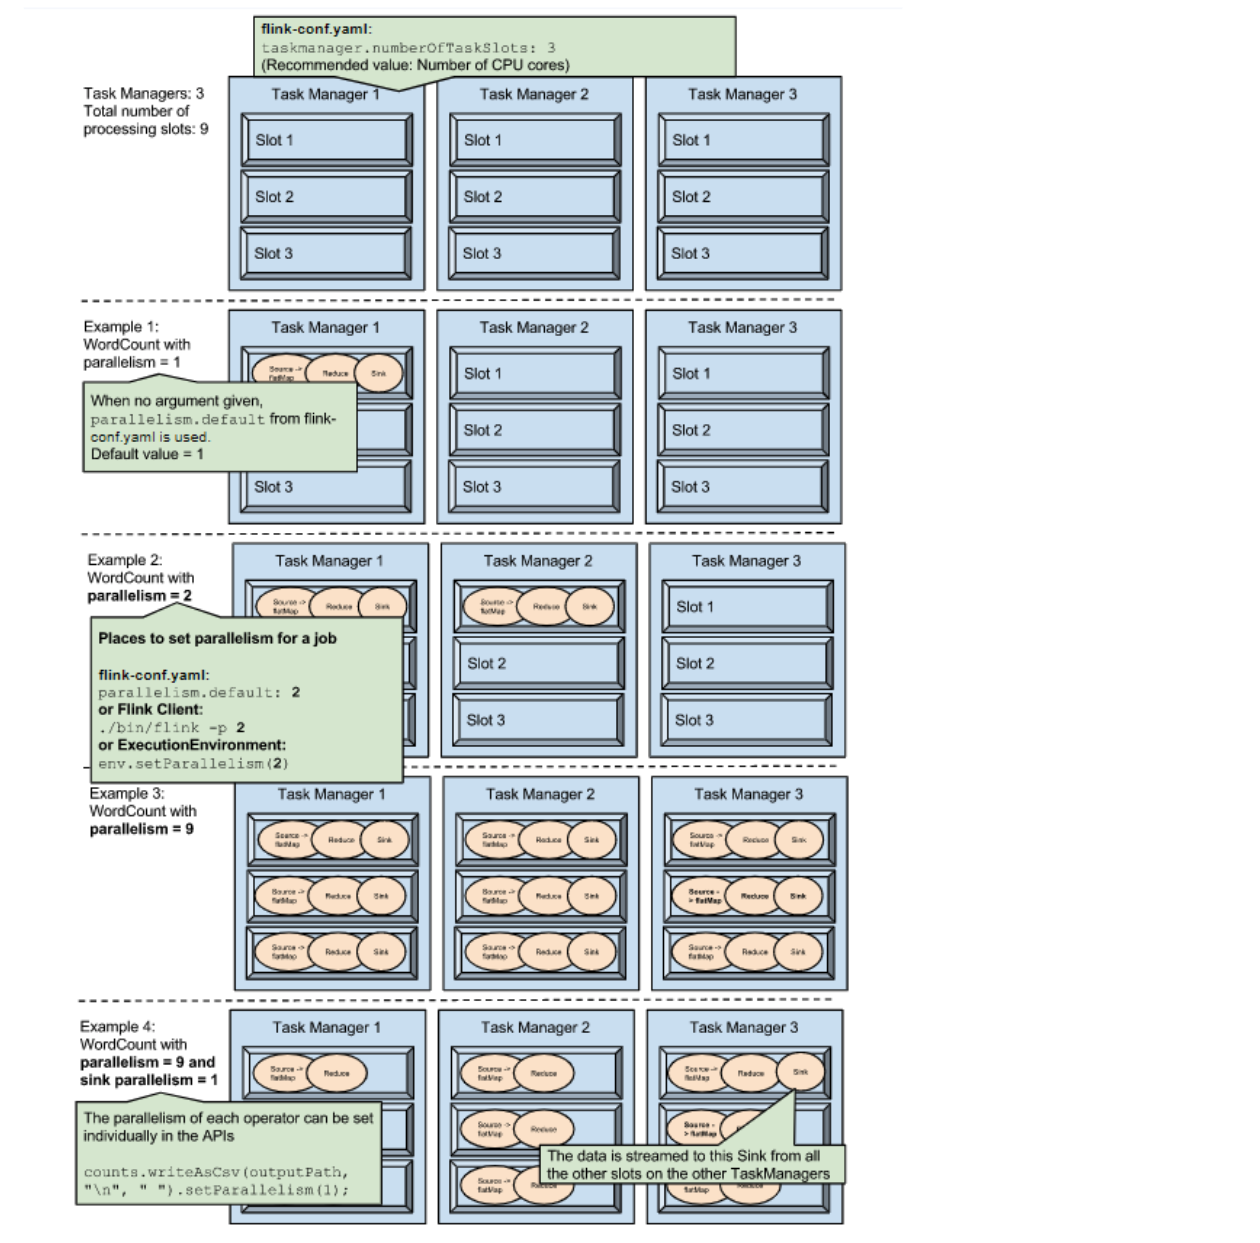 flink-conf.yaml:
taskmanager.numberOfTaskSlots: 3
(Recommended value: Number of CPU cores)
Task Managers: 3
Total number of
processing slots: 9
Task Manager 1
Slot 1
Slot 2
Slot 3
Task Manager 2
Slot 1
Slot 2
Slot 3
Task Manager 3
Slot 1
Slot 2
Slot 3
Example 1:
WordCount with
parallelism = 1
When no argument given,
parallelism.default from flink-
conf.yaml is used.
Default value = 1
Task Manager 1
Source ->
flatMap
Reduce
Sink
Slot 3
Task Manager 2
Slot 1
Slot 2
Slot 3
Task Manager 3
Slot 1
Slot 2
Slot 3
Example 2:
WordCount with
parallelism = 2
Places to set parallelism for a job
flink-conf.yaml:
parallelism.default: 2
or Flink Client:
./bin/flink -p 2
or ExecutionEnvironment:
env.setParallelism(2)
Task Manager 1
Source ->
flatMap
Reduce
Sink
Task Manager 2
Source ->
flatMap
Reduce
Sink
Slot 2
Slot 3
Task Manager 3
Slot 1
Slot 2
Slot 3
Example 3:
WordCount with
parallelism = 9
Task Manager 1
Source ->
flatMap
Reduce
Sink
Source ->
flatMap
Reduce
Sink
Source ->
flatMap
Reduce
Sink
Task Manager 2
Source ->
flatMap
Reduce
Sink
Source ->
flatMap
Reduce
Sink
Source ->
flatMap
Reduce
Sink
Task Manager 3
Source ->
flatMap
Reduce
Sink
Source -
> flatMap
Reduce
Sink
Source ->
flatMap
Reduce
Sink
Example 4:
WordCount with
parallelism = 9 and
sink parallelism = 1
The parallelism of each operator can be set
individually in the APIs
counts.writeAsCsv(outputPath,
"\n", " ").setParallelism(1);
Task Manager 1
Source ->
flatMap
Reduce
Task Manager 2
Source ->
flatMap
Reduce
Source ->
flatMap
Reduce
Source ->
flatMap
Reduce
Task Manager 3
Source ->
flatMap
Reduce
Sink
Source -
> flatMap
The data is streamed to this Sink from all
the other slots on the other TaskManagers
flatMap
Reduce